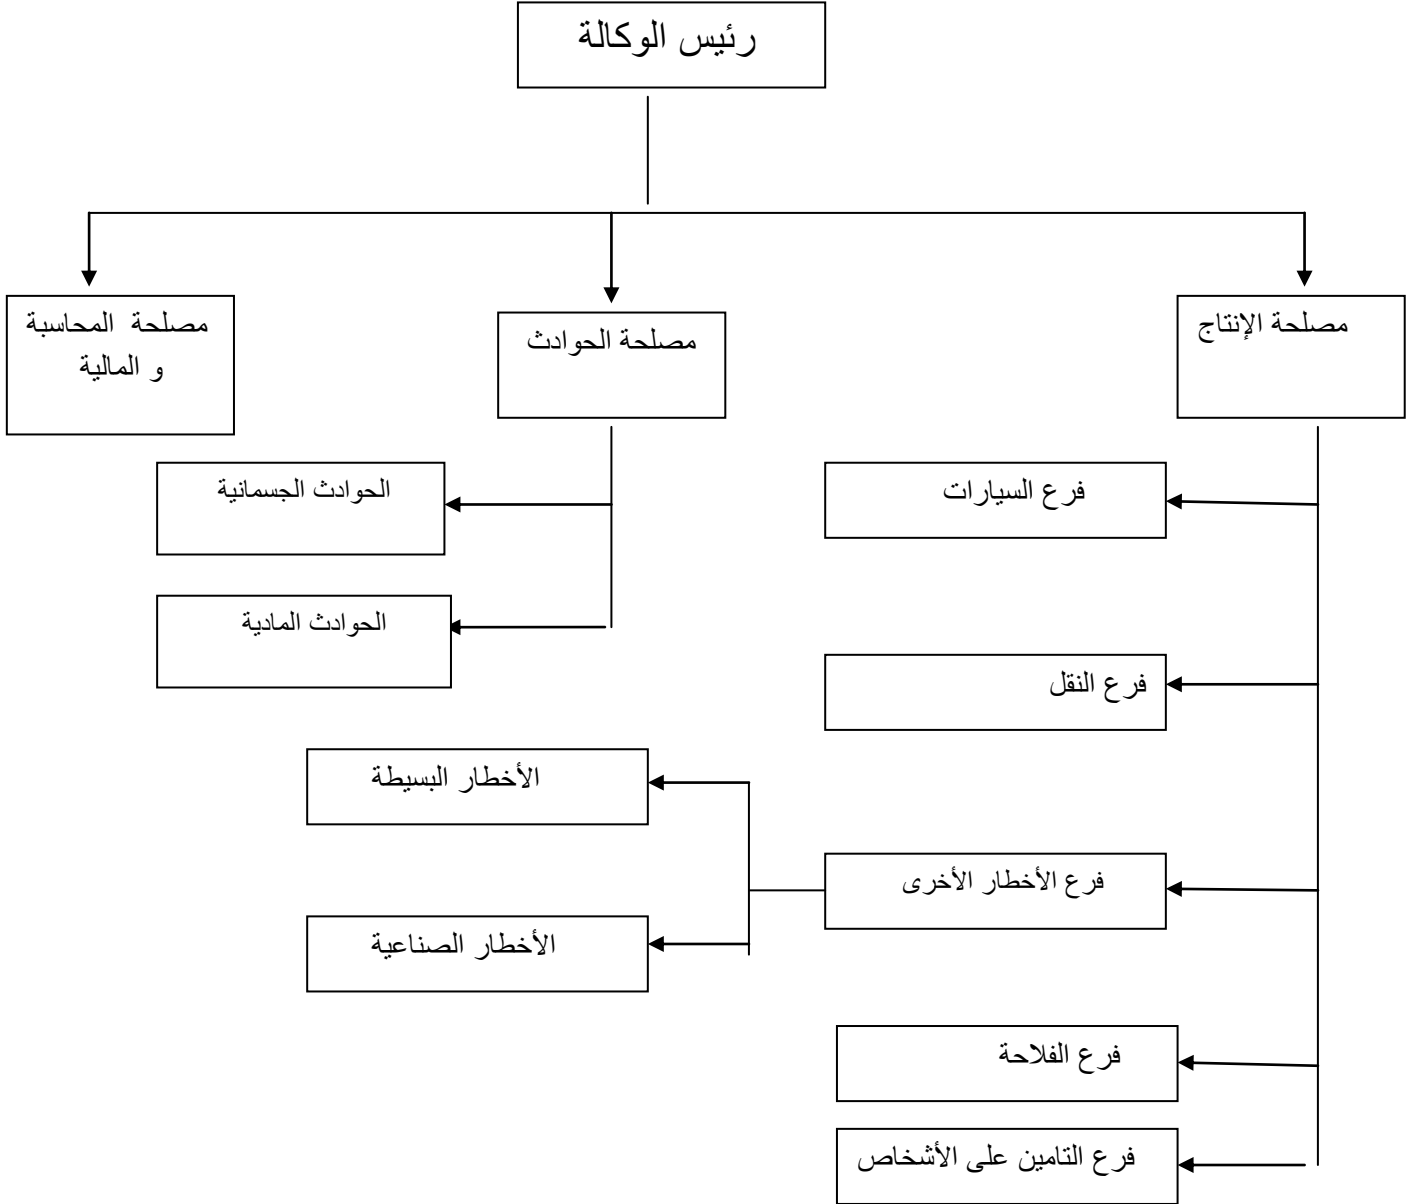 رئيس الوكالة
مصلحة الإنتاج
مصلحة الحوادث
مصلحة المحاسبة
و المالية
فرع السيارات
الحوادث الجسمانية
الحوادث المادية
فرع النقل
الأخطار البسيطة
فرع الأخطار الأخرى
الأخطار الصناعية
فرع الفلاحة
فرع التامين على الأشخاص